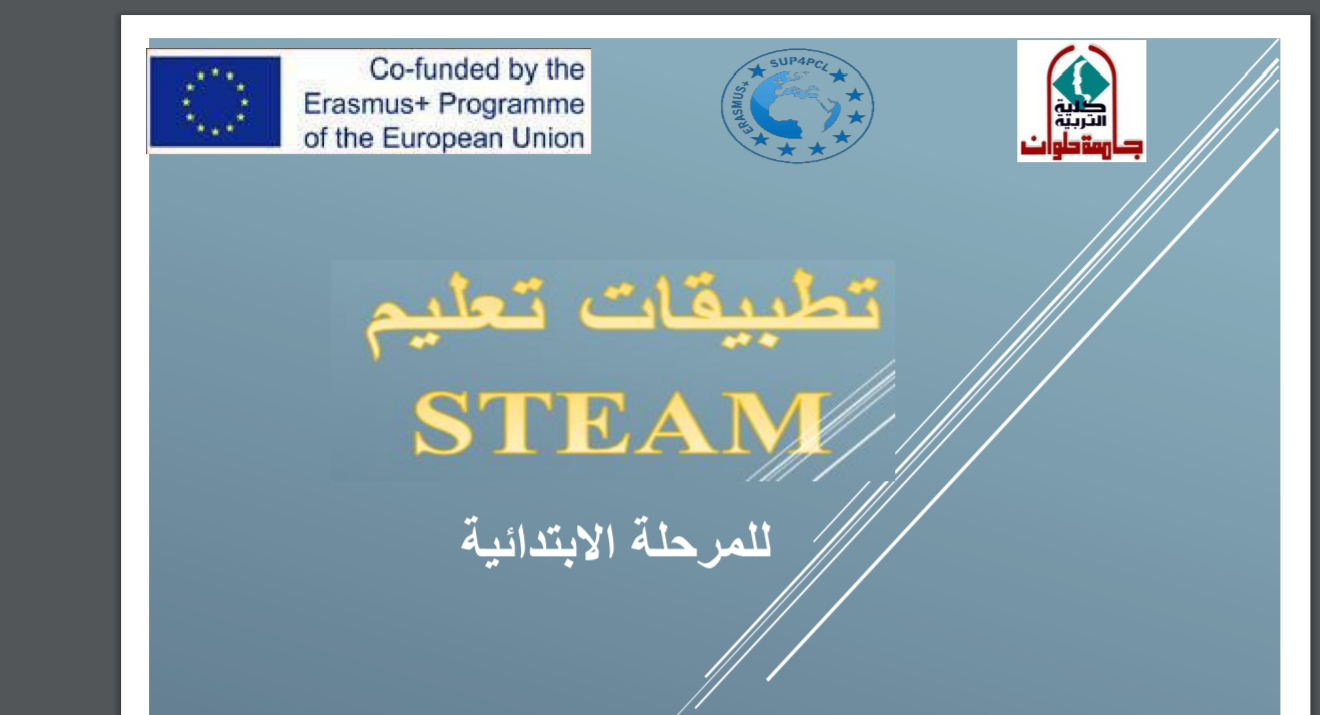 Co-funded by the
Erasmus+ Programme
of the European Union
SUP4PCL
ERASMUS+
كلية
التربية
جامعة حلوان
تطبيقات تعليم
STEAM
للمرحلة الابتدائية